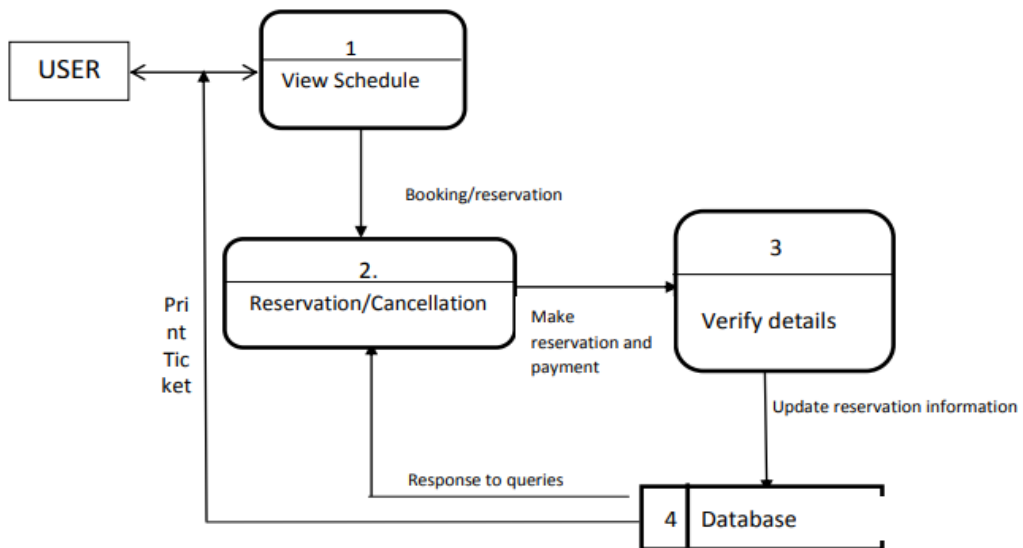 1
USER
View Schedule
Booking/reservation
2.
Reservation/Cancellation
3
Verify details
Make
reservation and
payment
Pri
nt
Tic
ket
Update reservation information
Response to queries
4
Database